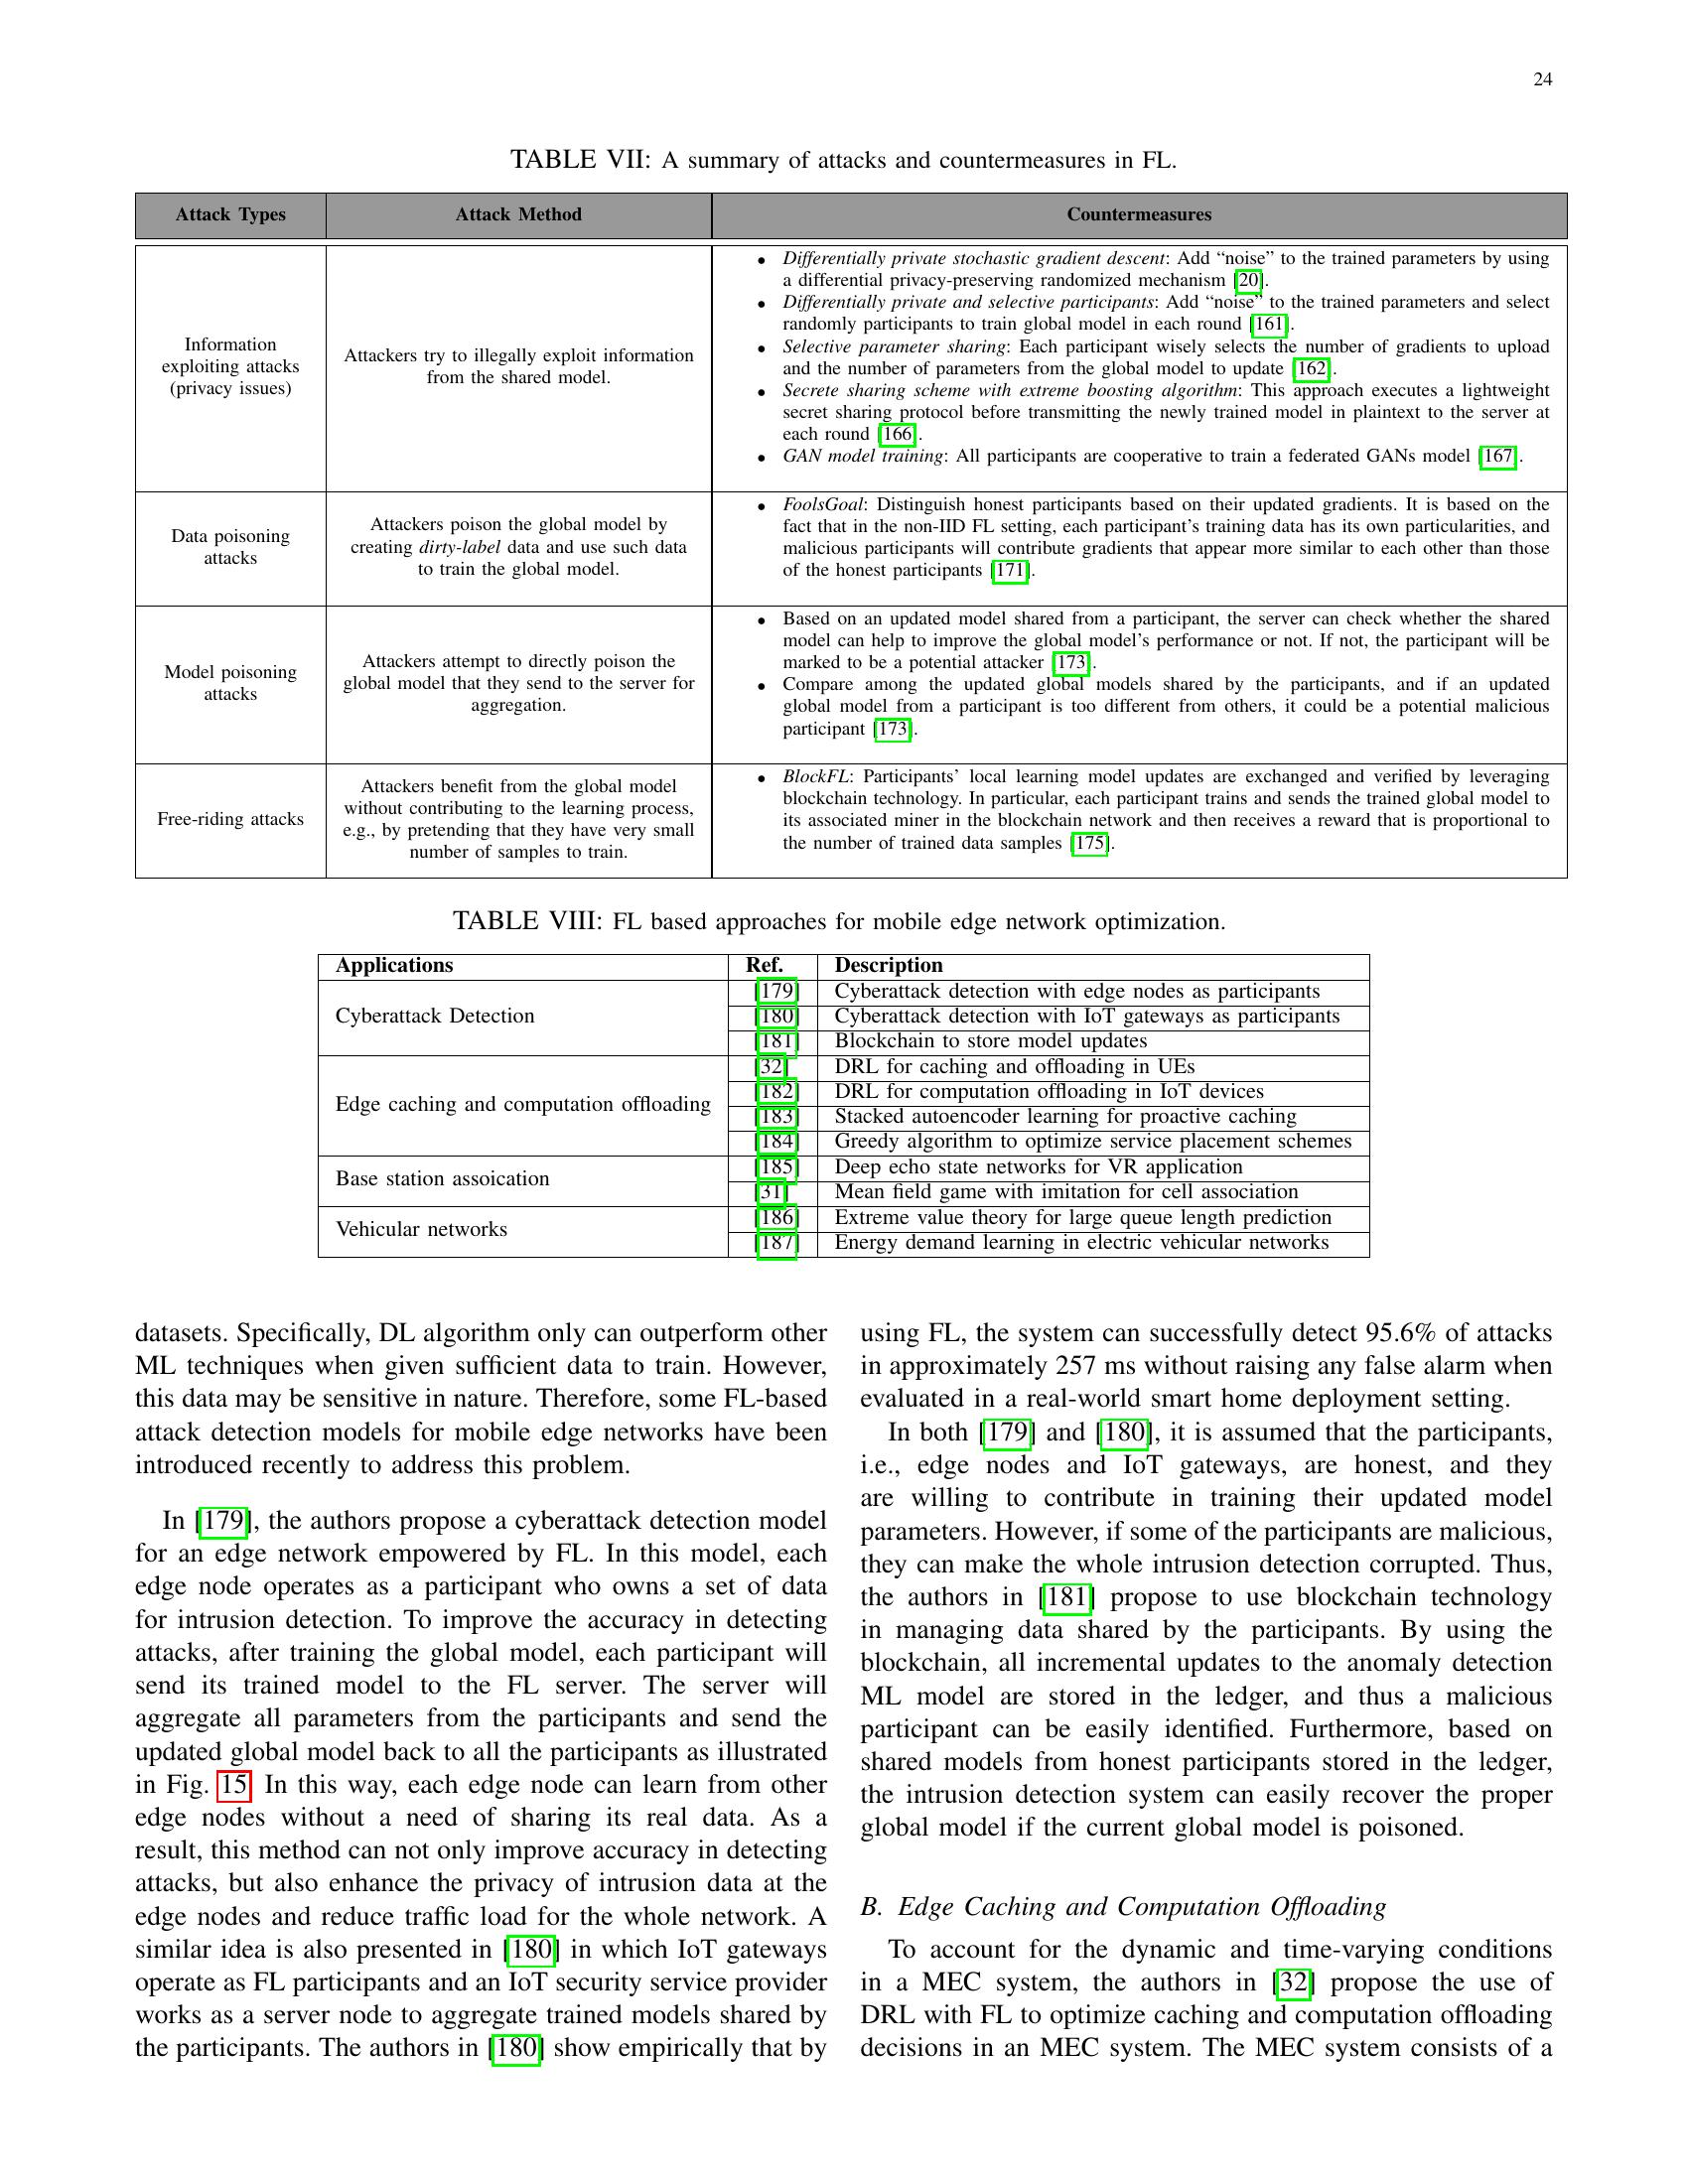 24
TABLE VII: A summary of attacks and countermeasures in FL.
Attack Types Attack Method Countermeasures
Information
exploiting attacks
(privacy issues)
Attackers try to illegally exploit information
from the shared model.
• Differentially private stochastic gradient descent: Add “noise” to the trained parameters by using
a differential privacy-preserving randomized mechanism [20].
• Differentially private and selective participants: Add “noise” to the trained parameters and select
randomly participants to train global model in each round [161].
• Selective parameter sharing: Each participant wisely selects the number of gradients to upload
and the number of parameters from the global model to update [162].
• Secrete sharing scheme with extreme boosting algorithm: This approach executes a lightweight
secret sharing protocol before transmitting the newly trained model in plaintext to the server at
each round [166].
• GAN model training: All participants are cooperative to train a federated GANs model [167].
Data poisoning
attacks
Attackers poison the global model by
creating dirty-label data and use such data
to train the global model.
• FoolsGoal: Distinguish honest participants based on their updated gradients. It is based on the
fact that in the non-IID FL setting, each participant’s training data has its own particularities, and
malicious participants will contribute gradients that appear more similar to each other than those
of the honest participants [171].
Model poisoning
attacks
Attackers attempt to directly poison the
global model that they send to the server for
aggregation.
• Based on an updated model shared from a participant, the server can check whether the shared
model can help to improve the global model’s performance or not. If not, the participant will be
marked to be a potential attacker [173].
• Compare among the updated global models shared by the participants, and if an updated
global model from a participant is too different from others, it could be a potential malicious
participant [173].
Free-riding attacks
Attackers benefit from the global model
without contributing to the learning process,
e.g., by pretending that they have very small
number of samples to train.
• BlockFL: Participants’ local learning model updates are exchanged and verified by leveraging
blockchain technology. In particular, each participant trains and sends the trained global model to
its associated miner in the blockchain network and then receives a reward that is proportional to
the number of trained data samples [175].
TABLE VIII: FL based approaches for mobile edge network optimization.
Applications Ref. Description
Cyberattack Detection
[179] Cyberattack detection with edge nodes as participants
[180] Cyberattack detection with IoT gateways as participants
[181] Blockchain to store model updates
Edge caching and computation offloading
[32] DRL for caching and offloading in UEs
[182] DRL for computation offloading in IoT devices
[183] Stacked autoencoder learning for proactive caching
[184] Greedy algorithm to optimize service placement schemes
Base station assoication
[185] Deep echo state networks for VR application
[31] Mean field game with imitation for cell association
Vehicular networks
[186] Extreme value theory for large queue length prediction
[187] Energy demand learning in electric vehicular networks
datasets. Specifically, DL algorithm only can outperform other
ML techniques when given sufficient data to train. However,
this data may be sensitive in nature. Therefore, some FL-based
attack detection models for mobile edge networks have been
introduced recently to address this problem.
In [179], the authors propose a cyberattack detection model
for an edge network empowered by FL. In this model, each
edge node operates as a participant who owns a set of data
for intrusion detection. To improve the accuracy in detecting
attacks, after training the global model, each participant will
send its trained model to the FL server. The server will
aggregate all parameters from the participants and send the
updated global model back to all the participants as illustrated
in Fig. 15. In this way, each edge node can learn from other
edge nodes without a need of sharing its real data. As a
result, this method can not only improve accuracy in detecting
attacks, but also enhance the privacy of intrusion data at the
edge nodes and reduce traffic load for the whole network. A
similar idea is also presented in [180] in which IoT gateways
operate as FL participants and an IoT security service provider
works as a server node to aggregate trained models shared by
the participants. The authors in [180] show empirically that by
using FL, the system can successfully detect 95.6% of attacks
in approximately 257 ms without raising any false alarm when
evaluated in a real-world smart home deployment setting.
In both [179] and [180], it is assumed that the participants,
i.e., edge nodes and IoT gateways, are honest, and they
are willing to contribute in training their updated model
parameters. However, if some of the participants are malicious,
they can make the whole intrusion detection corrupted. Thus,
the authors in [181] propose to use blockchain technology
in managing data shared by the participants. By using the
blockchain, all incremental updates to the anomaly detection
ML model are stored in the ledger, and thus a malicious
participant can be easily identified. Furthermore, based on
shared models from honest participants stored in the ledger,
the intrusion detection system can easily recover the proper
global model if the current global model is poisoned.
B. Edge Caching and Computation Offloading
To account for the dynamic and time-varying conditions
in a MEC system, the authors in [32] propose the use of
DRL with FL to optimize caching and computation offloading
decisions in an MEC system. The MEC system consists of a